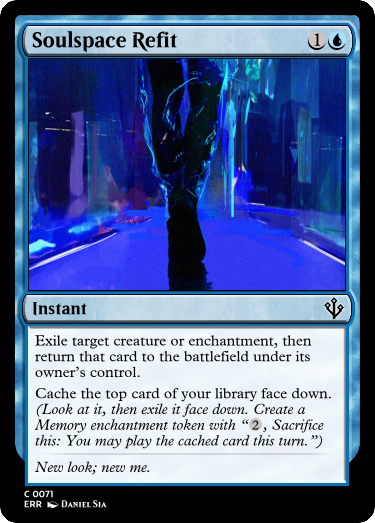 Soulspace Refit 1
Instant
Exile target creature or enchantment, then
return that card to the battlefield under its
owner's control.
Cache the top card of your library face down.
(Look at it, then exile it face down. Create a
Memory enchantment token with “2, Sacrifice
this: You may play the cached card this turn.”)
New look; new me.
C 0071
ERR DANIEL SIA